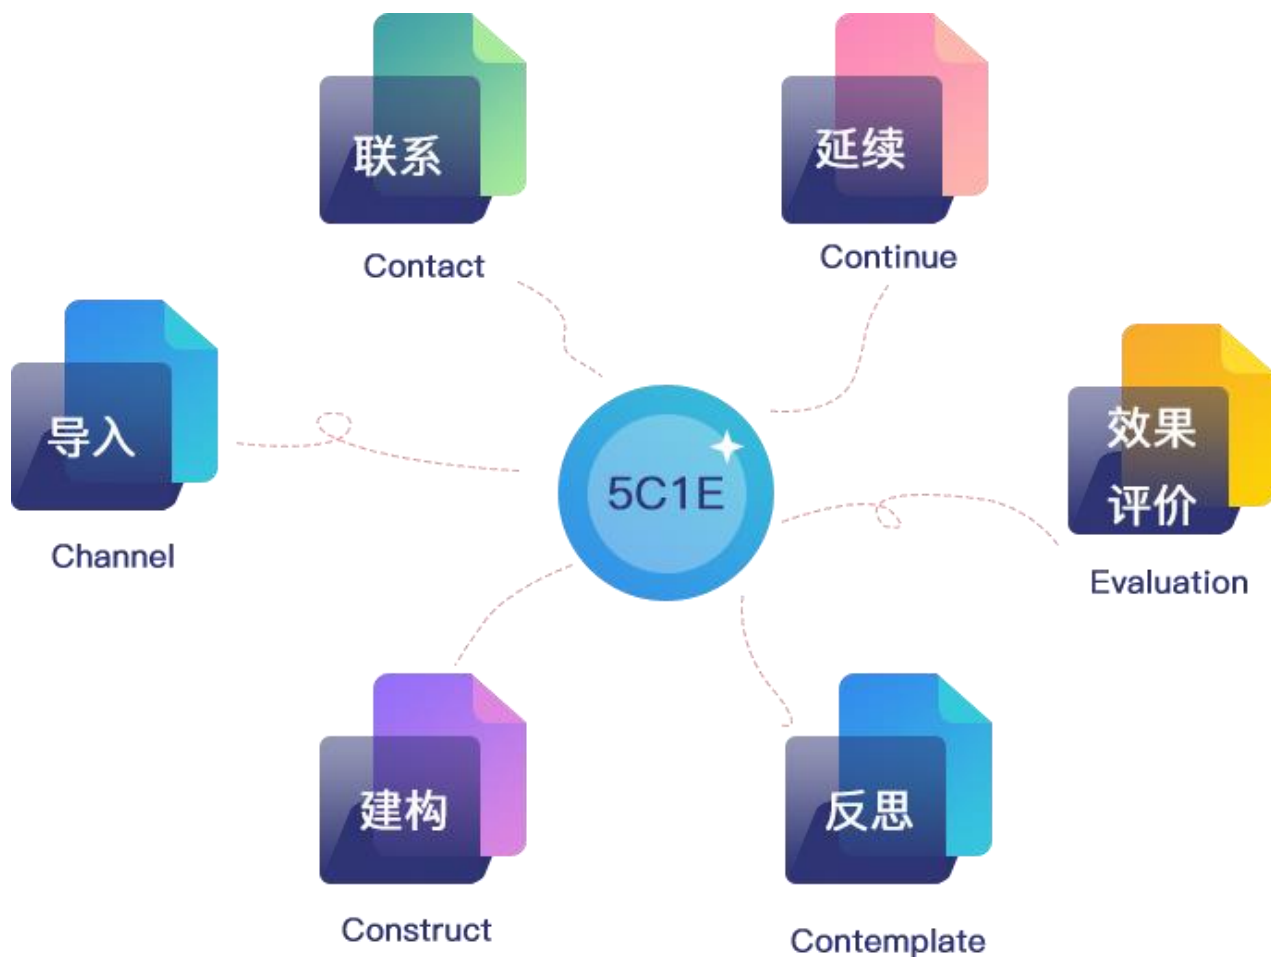 联系
Contact
延续
Continue
导入
Channel
5C1E
效果
评价
Evaluation
建构
Construct
反思
Contemplate